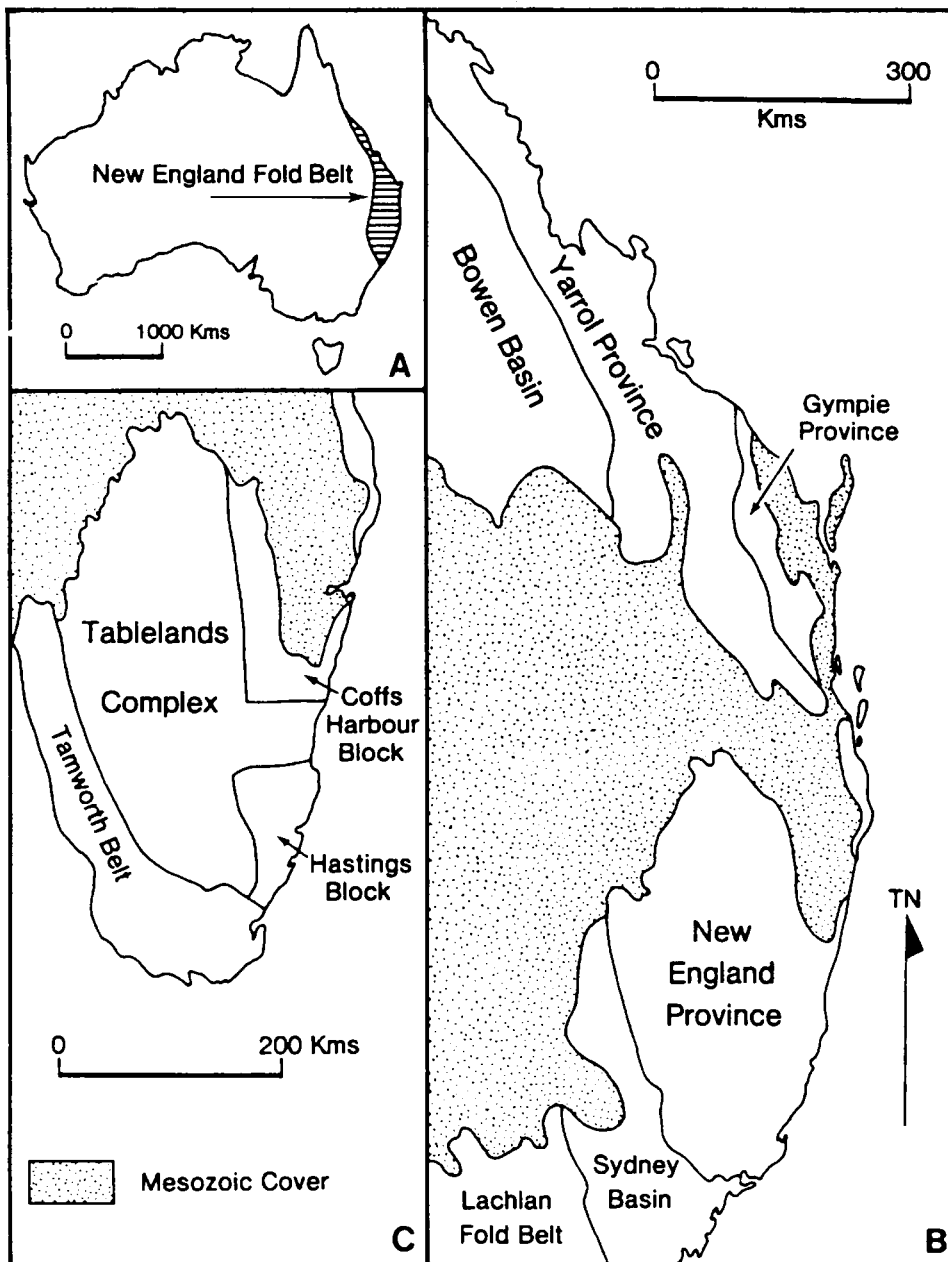 New England Fold Belt
0 1000 Kms
A
0 300
Kms
Bowen Basin
Yarrol Province
Gympie
Province
TN
New
England
Province
Sydney
Basin
Lachlan
Fold Belt
B
Tablelands
Complex
Coffs
Harbour
Block
Tamworth Belt
Hastings
Block
0 200 Kms
Mesozoic Cover
C